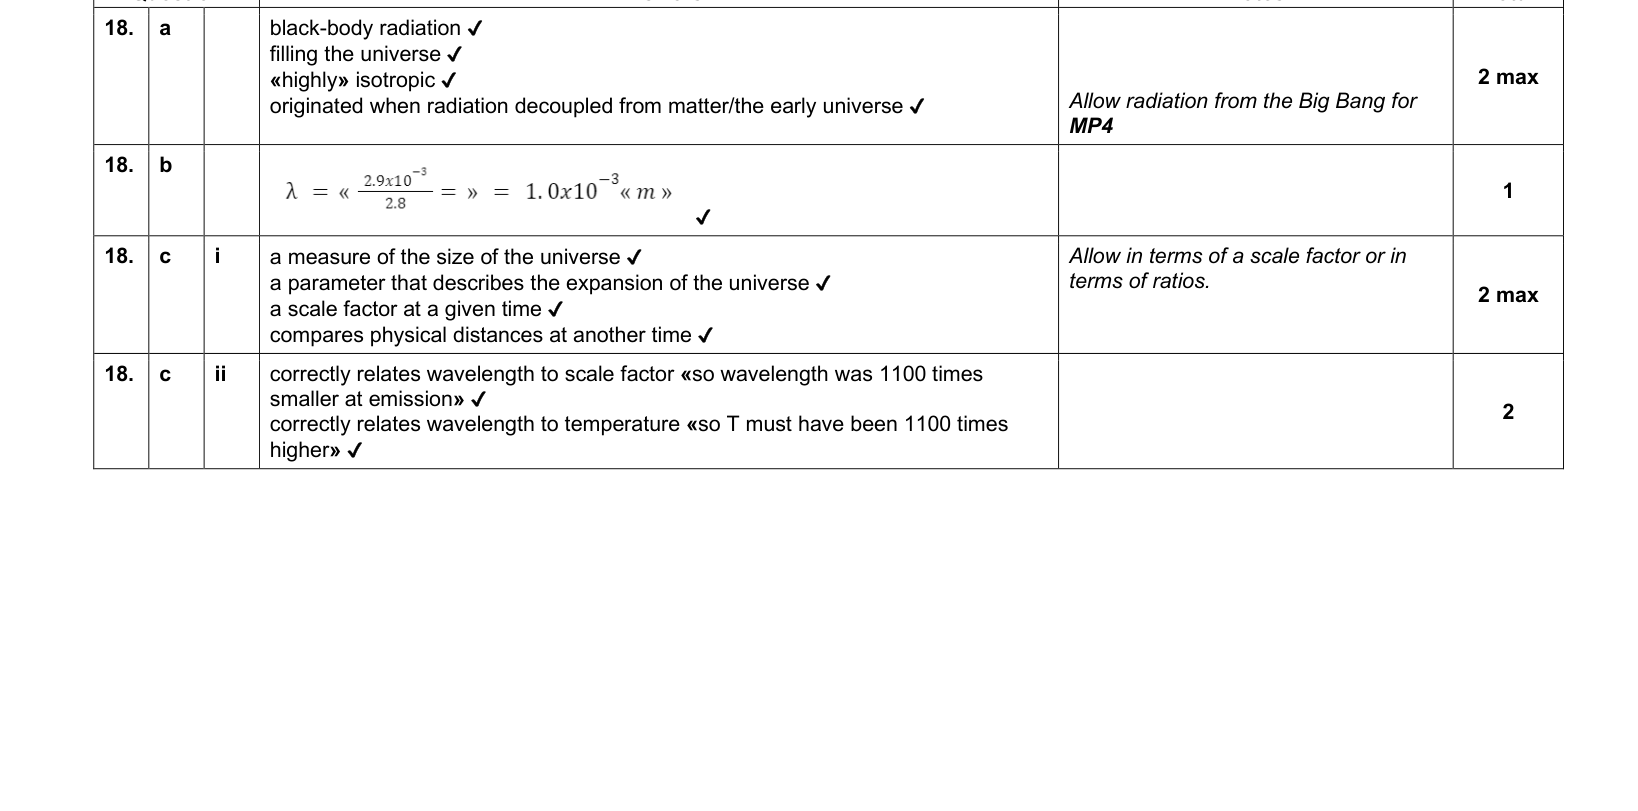 18. a black-body radiation ✓
filling the universe ✓
«highly» isotropic ✓
originated when radiation decoupled from matter/the early universe ✓
Allow radiation from the Big Bang for
MP4
2 max
18. b
λ = « 2.9x10⁻³ / 2.8 = » = 1.0x10⁻³ « m »
✓
1
18. c i a measure of the size of the universe ✓
a parameter that describes the expansion of the universe ✓
a scale factor at a given time ✓
compares physical distances at another time ✓
Allow in terms of a scale factor or in
terms of ratios.
2 max
18. c ii correctly relates wavelength to scale factor «so wavelength was 1100 times
smaller at emission» ✓
correctly relates wavelength to temperature «so T must have been 1100 times
higher» ✓
2